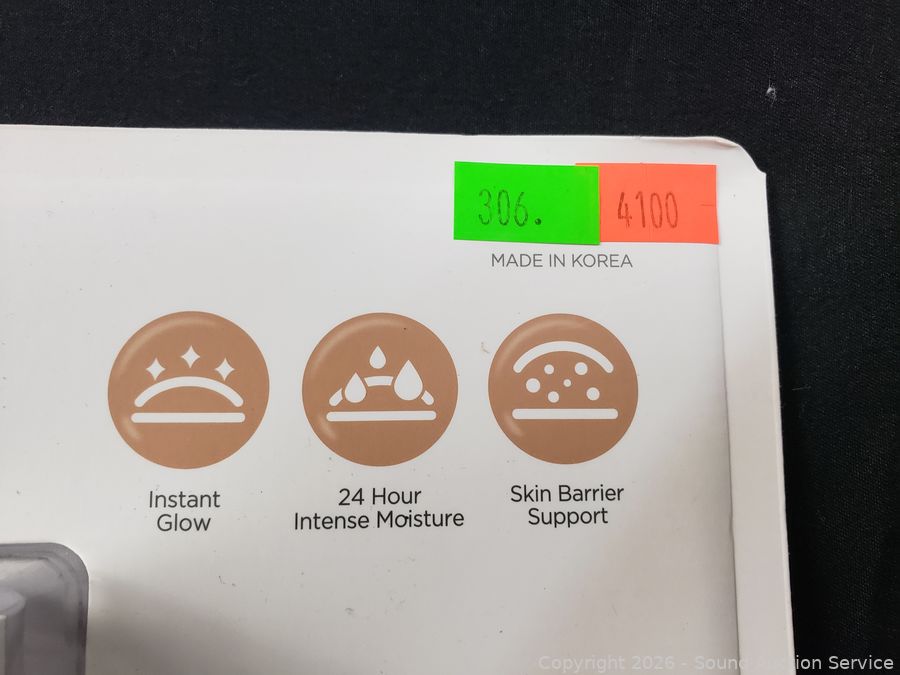 306.
4100
MADE IN KOREA
Instant
Glow
24 Hour
Intense Moisture
Skin Barrier
Support
Copyright 2026 - Sound Auction Service